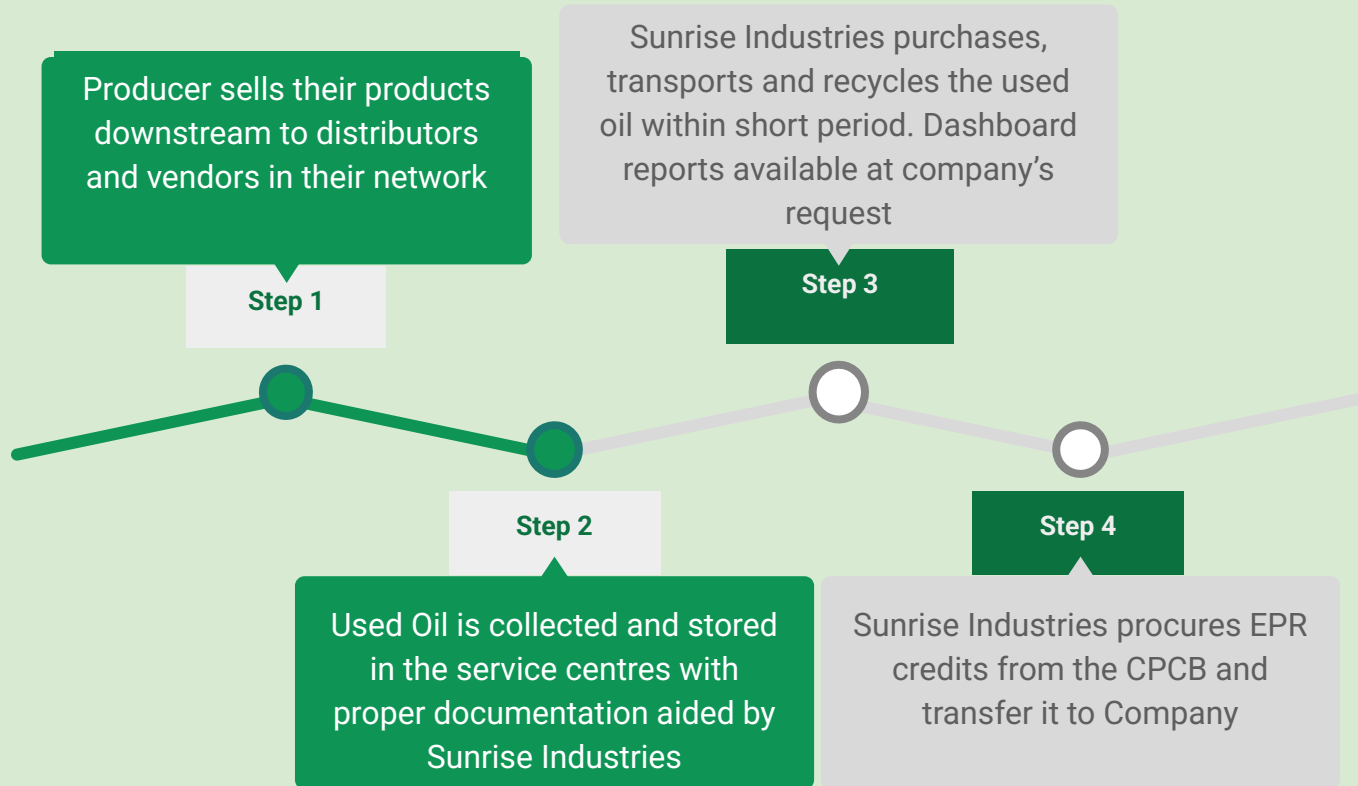 Producer sells their products
downstream to distributors
and vendors in their network
Step 1
Used Oil is collected and stored
in the service centres with
proper documentation aided by
Sunrise Industries
Step 2
Sunrise Industries purchases,
transports and recycles the used
oil within short period. Dashboard
reports available at company’s
request
Step 3
Sunrise Industries procures EPR
credits from the CPCB and
transfer it to Company
Step 4